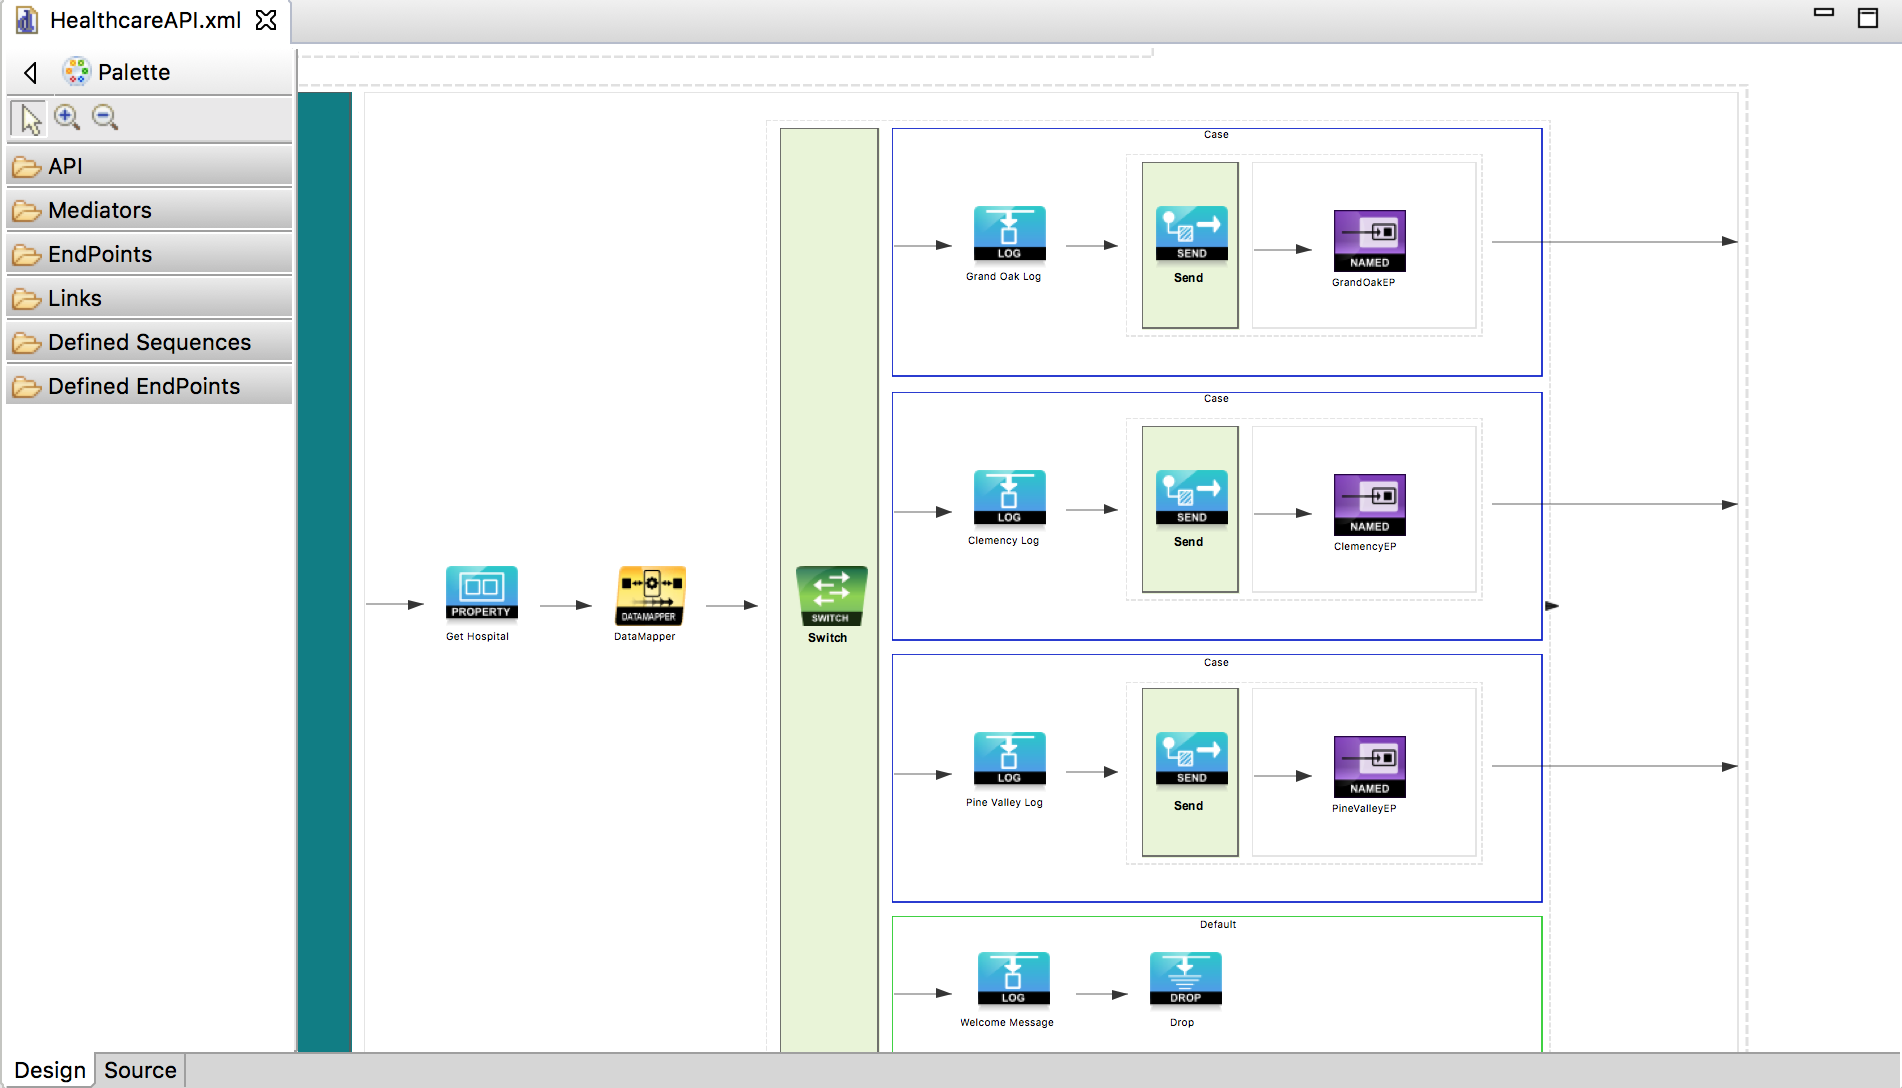 HealthcareAPI.xml
Palette
API
Mediators
EndPoints
Links
Defined Sequences
Defined EndPoints
Case
LOG
Grand Oak Log
SEND
Send
NAMED
GrandOakEP
Case
LOG
Clemency Log
SEND
Send
NAMED
ClemencyEP
PROPERTY
Get Hospital
DATAMAPPER
DataMapper
SWITCH
Switch
Case
LOG
Pine Valley Log
SEND
Send
NAMED
PineValleyEP
Default
LOG
Welcome Message
DROP
Drop
Design
Source